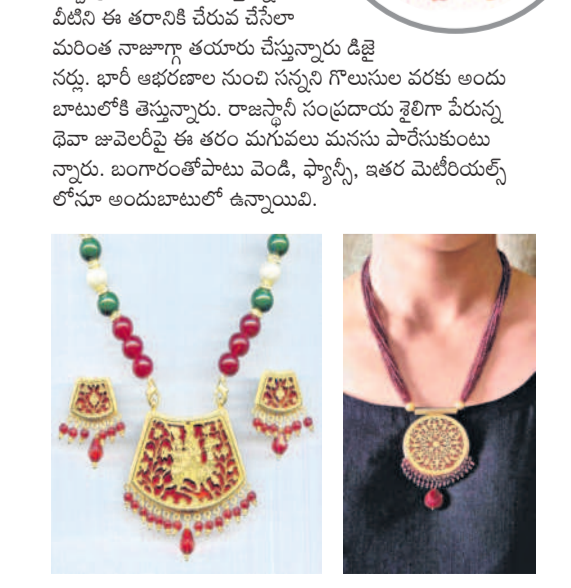 వీటిని ఈ తరానికి చేరువ చేసేలా
మరింత నాజూగ్గా తయారు చేస్తున్నారు డిజై
నర్లు. భారీ ఆభరణాల నుంచి సన్నని గొలుసుల వరకు అందు
బాటులోకి తెస్తున్నారు. రాజస్థానీ సంప్రదాయ శైలిగా పేరున్న
థెవా జువెలరీపై ఈ తరం మగువలు మనసు పారేసుకుంటు
న్నారు. బంగారంతోపాటు వెండి, ఫ్యాన్సీ, ఇతర మెటీరియల్స్
లోనూ అందుబాటులో ఉన్నాయివి.